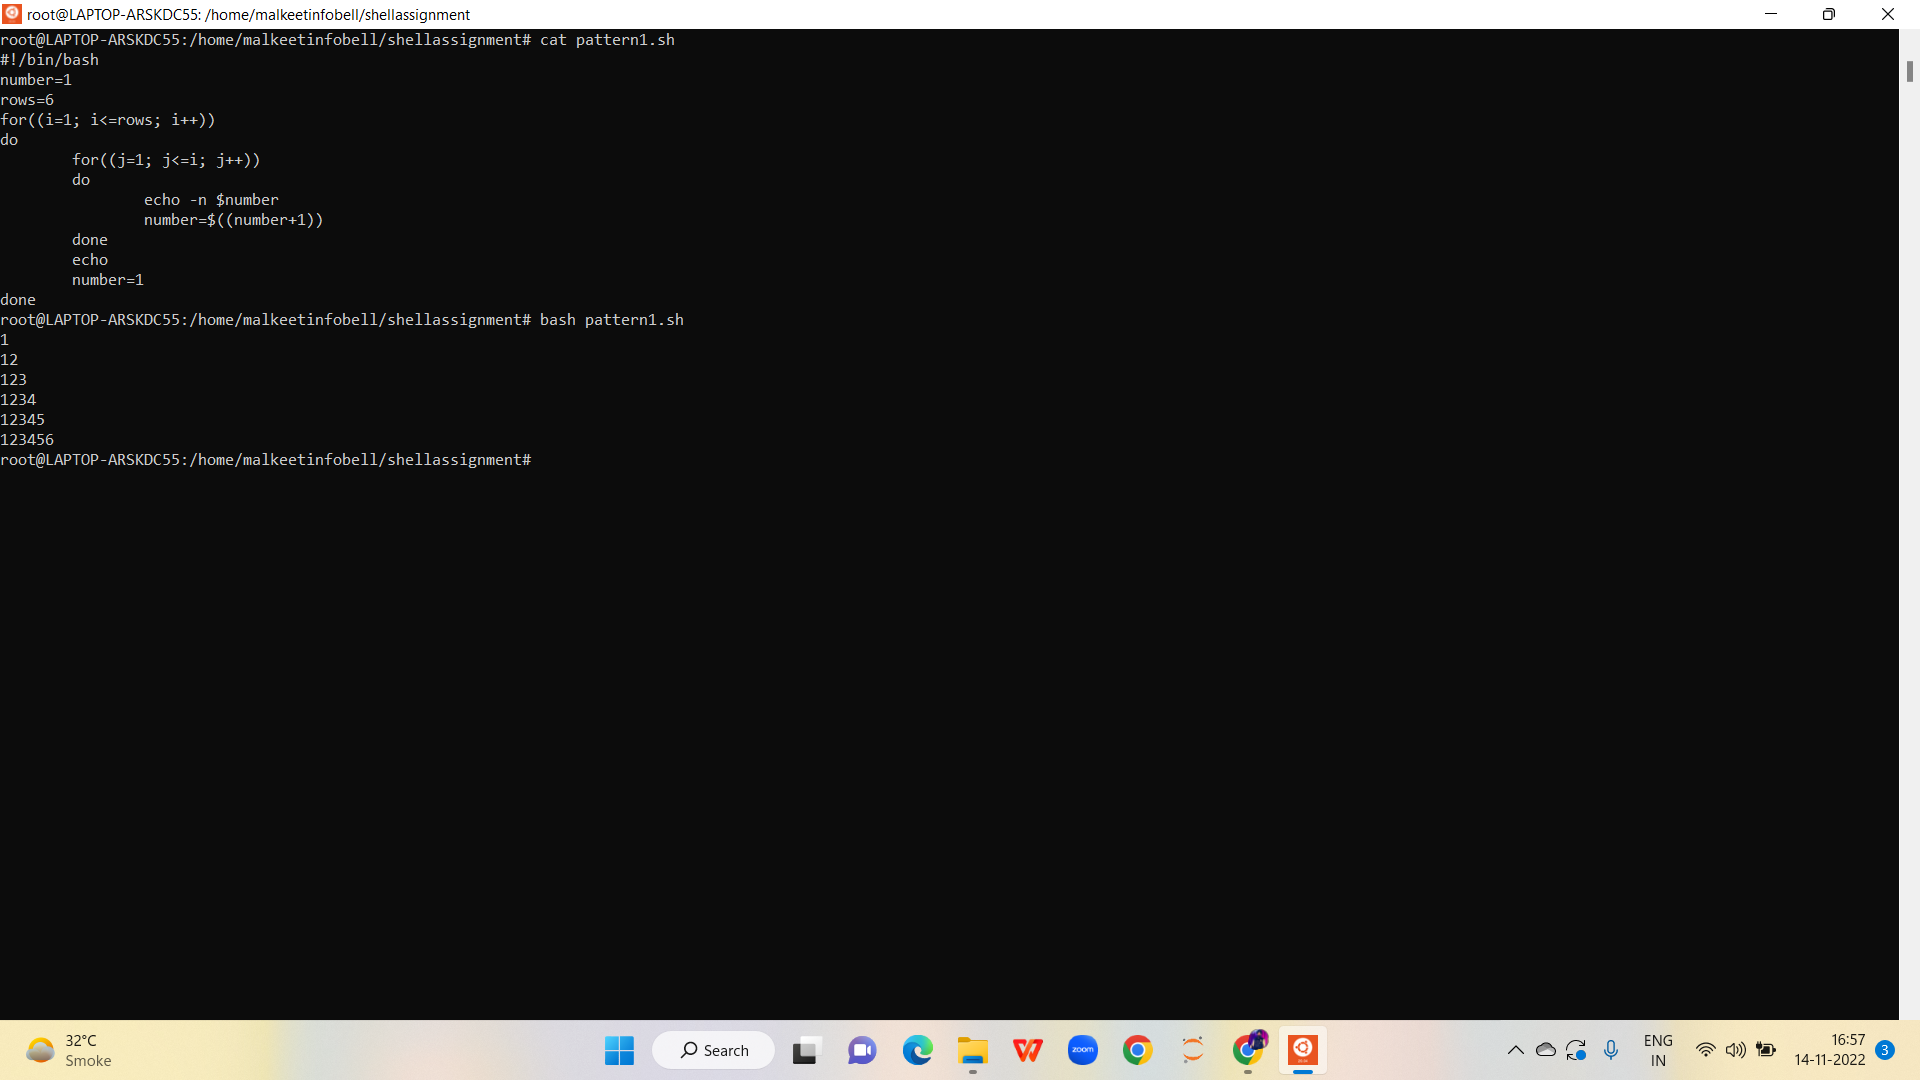 root@LAPTOP-ARSKDC55: /home/malkeetinfobell/shellassignment
root@LAPTOP-ARSKDC55:/home/malkeetinfobell/shellassignment# cat pattern1.sh
#!/bin/bash
number=1
rows=6
for((i=1; i<=rows; i++))
do
        for((j=1; j<=i; j++))
        do
                echo -n $number
                number=$((number+1))
        done
        echo
        number=1
done
root@LAPTOP-ARSKDC55:/home/malkeetinfobell/shellassignment# bash pattern1.sh
1
12
123
1234
12345
123456
root@LAPTOP-ARSKDC55:/home/malkeetinfobell/shellassignment#
32°C
Smoke
Search
zoom
ENG
IN
16:57
14-11-2022
3